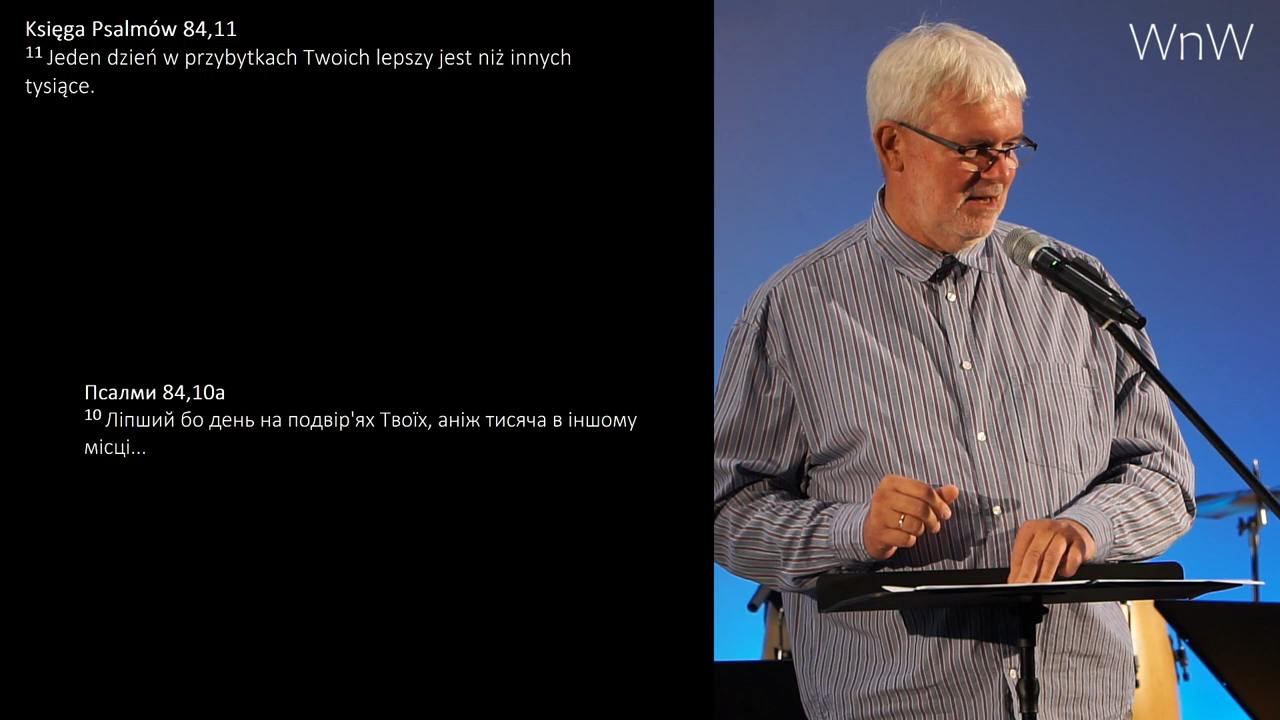 Księga Psalmów 84,11
11 Jeden dzień w przybytkach Twoich lepszy jest niż innych
tysiące.
Псалми 84,10a
10 Ліпший бо день на подвір'ях Твоїх, аніж тисяча в іншому
місці...
WnW